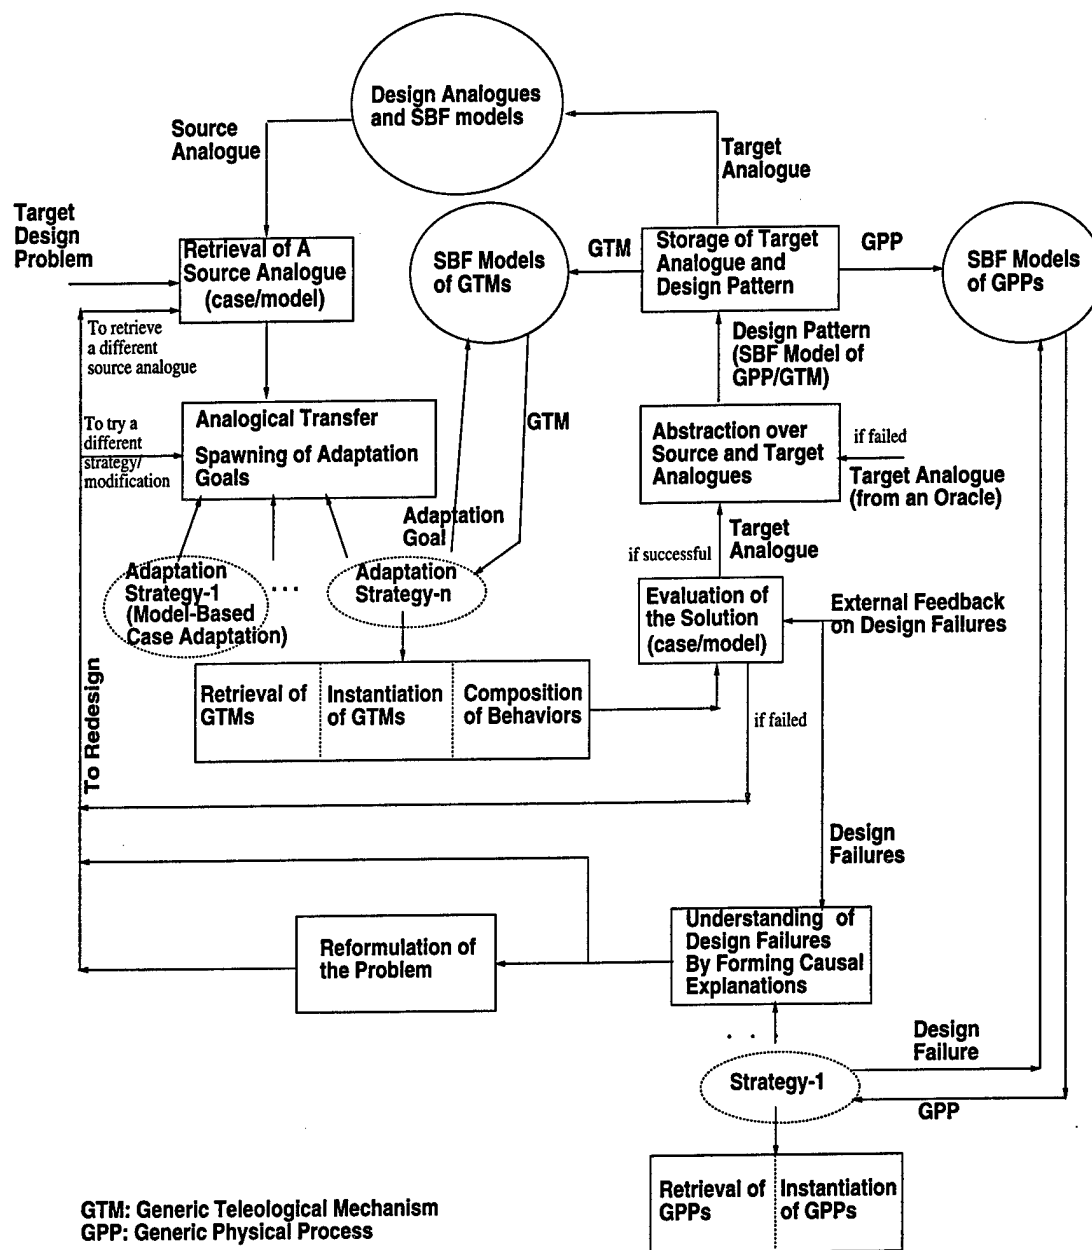 Design Analogues
and SBF models
Source
Analogue
Target
Analogue
Target
Design
Problem
Retrieval of A
Source Analogue
(case/model)
SBF Models
of GTMs
GTM
Storage of Target
Analogue and
Design Pattern
GPP
SBF Models
of GPPs
To retrieve
a different
source analogue
Design Pattern
(SBF Model of
GPP/GTM)
To try a
different
strategy/
modification
Analogical Transfer
Spawning of Adaptation
Goals
GTM
Abstraction over
Source and Target
Analogues
if failed
Target Analogue
(from an Oracle)
Adaptation
Goal
if successful
Target
Analogue
Adaptation
Strategy-1
(Model-Based
Case Adaptation)
. . .
Adaptation
Strategy-n
Evaluation of
the Solution
(case/model)
External Feedback
on Design Failures
Retrieval of
GTMs
Instantiation
of GTMs
Composition
of Behaviors
if failed
To Redesign
Design
Failures
Reformulation of
the Problem
Understanding of
Design Failures
By Forming Causal
Explanations
. . .
Design
Failure
Strategy-1
GPP
Retrieval of
GPPs
Instantiation
of GPPs
GTM: Generic Teleological Mechanism
GPP: Generic Physical Process